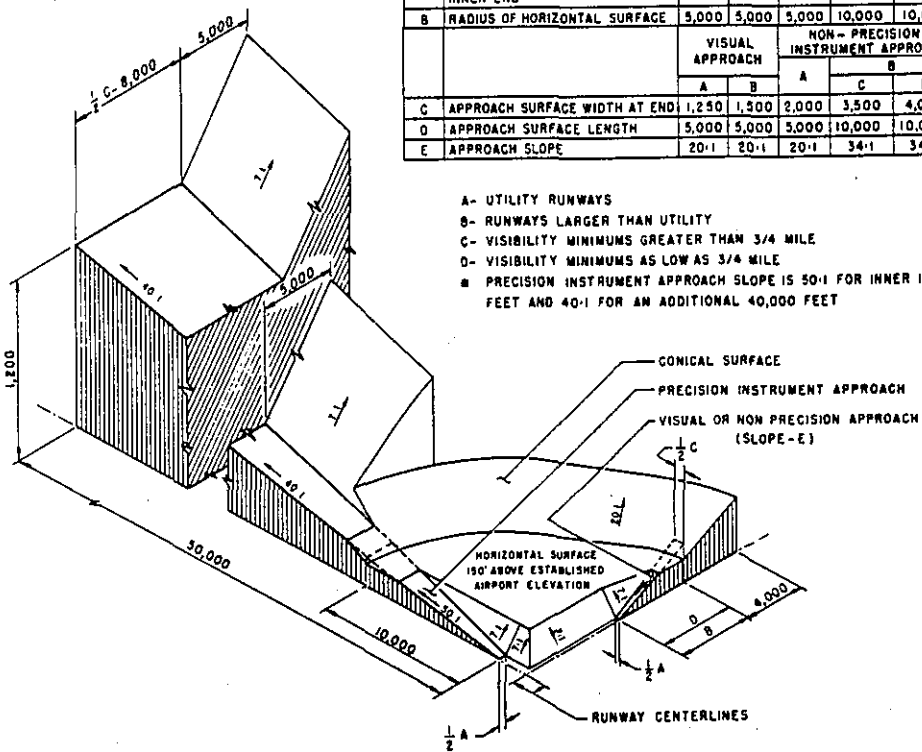 B RADIUS OF HORIZONTAL SURFACE 5,000 5,000 5,000 10,000
VISUAL APPROACH
NON-PRECISION
INSTRUMENT
A B A B
C
C APPROACH SURFACE WIDTH AT END 1,250 1,500 2,000 3,500
D APPROACH SURFACE LENGTH 5,000 5,000 5,000 10,000
E APPROACH SLOPE 20:1 20:1 20:1 34:1
A- UTILITY RUNWAYS
B- RUNWAYS LARGER THAN UTILITY
C- VISIBILITY MINIMUMS GREATER THAN 3/4 MILE
D- VISIBILITY MINIMUMS AS LOW AS 3/4 MILE
PRECISION INSTRUMENT APPROACH SLOPE IS 50:1 FOR INNER
FEET AND 40:1 FOR AN ADDITIONAL 40,000 FEET
5,000
1/2 C-8,000
7:1
40:1
1,200
5,000
7:1
40:1
50,000
10,000
50:1
CONICAL SURFACE
PRECISION INSTRUMENT APPROACH
VISUAL OR NON PRECISION APPROACH
(SLOPE-E)
1/2 C
20:1
HORIZONTAL SURFACE
150' ABOVE ESTABLISHED
AIRPORT ELEVATION
7:1
7:1
7:1
7:1
D
B
4,000
1/2 A
1/2 A
RUNWAY CENTERLINES